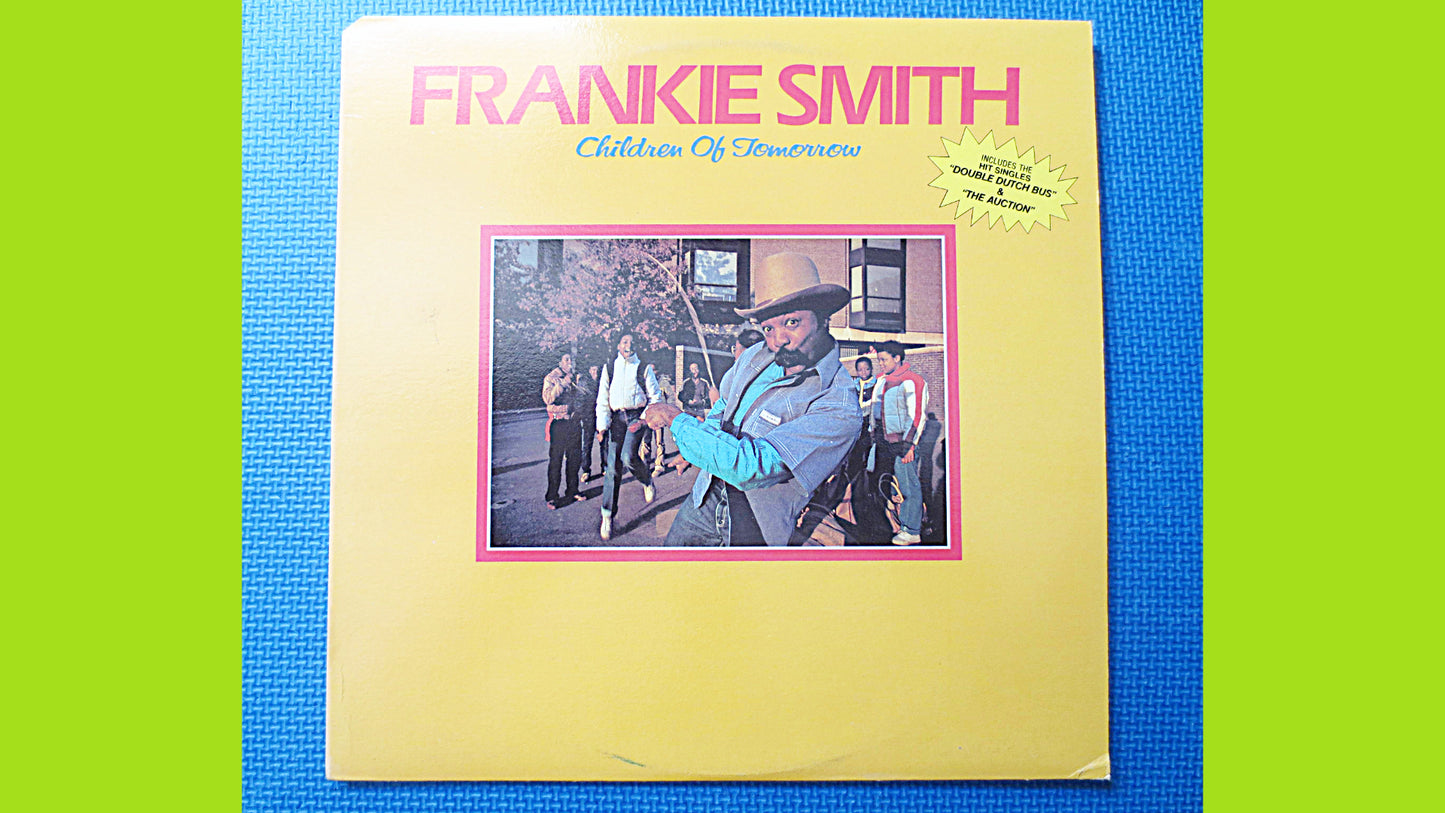 FRANKIE SMITH
Children Of Tomorrow
INCLUDES THE
HIT SINGLES
"DOUBLE DUTCH BUS"
&
"THE AUCTION"